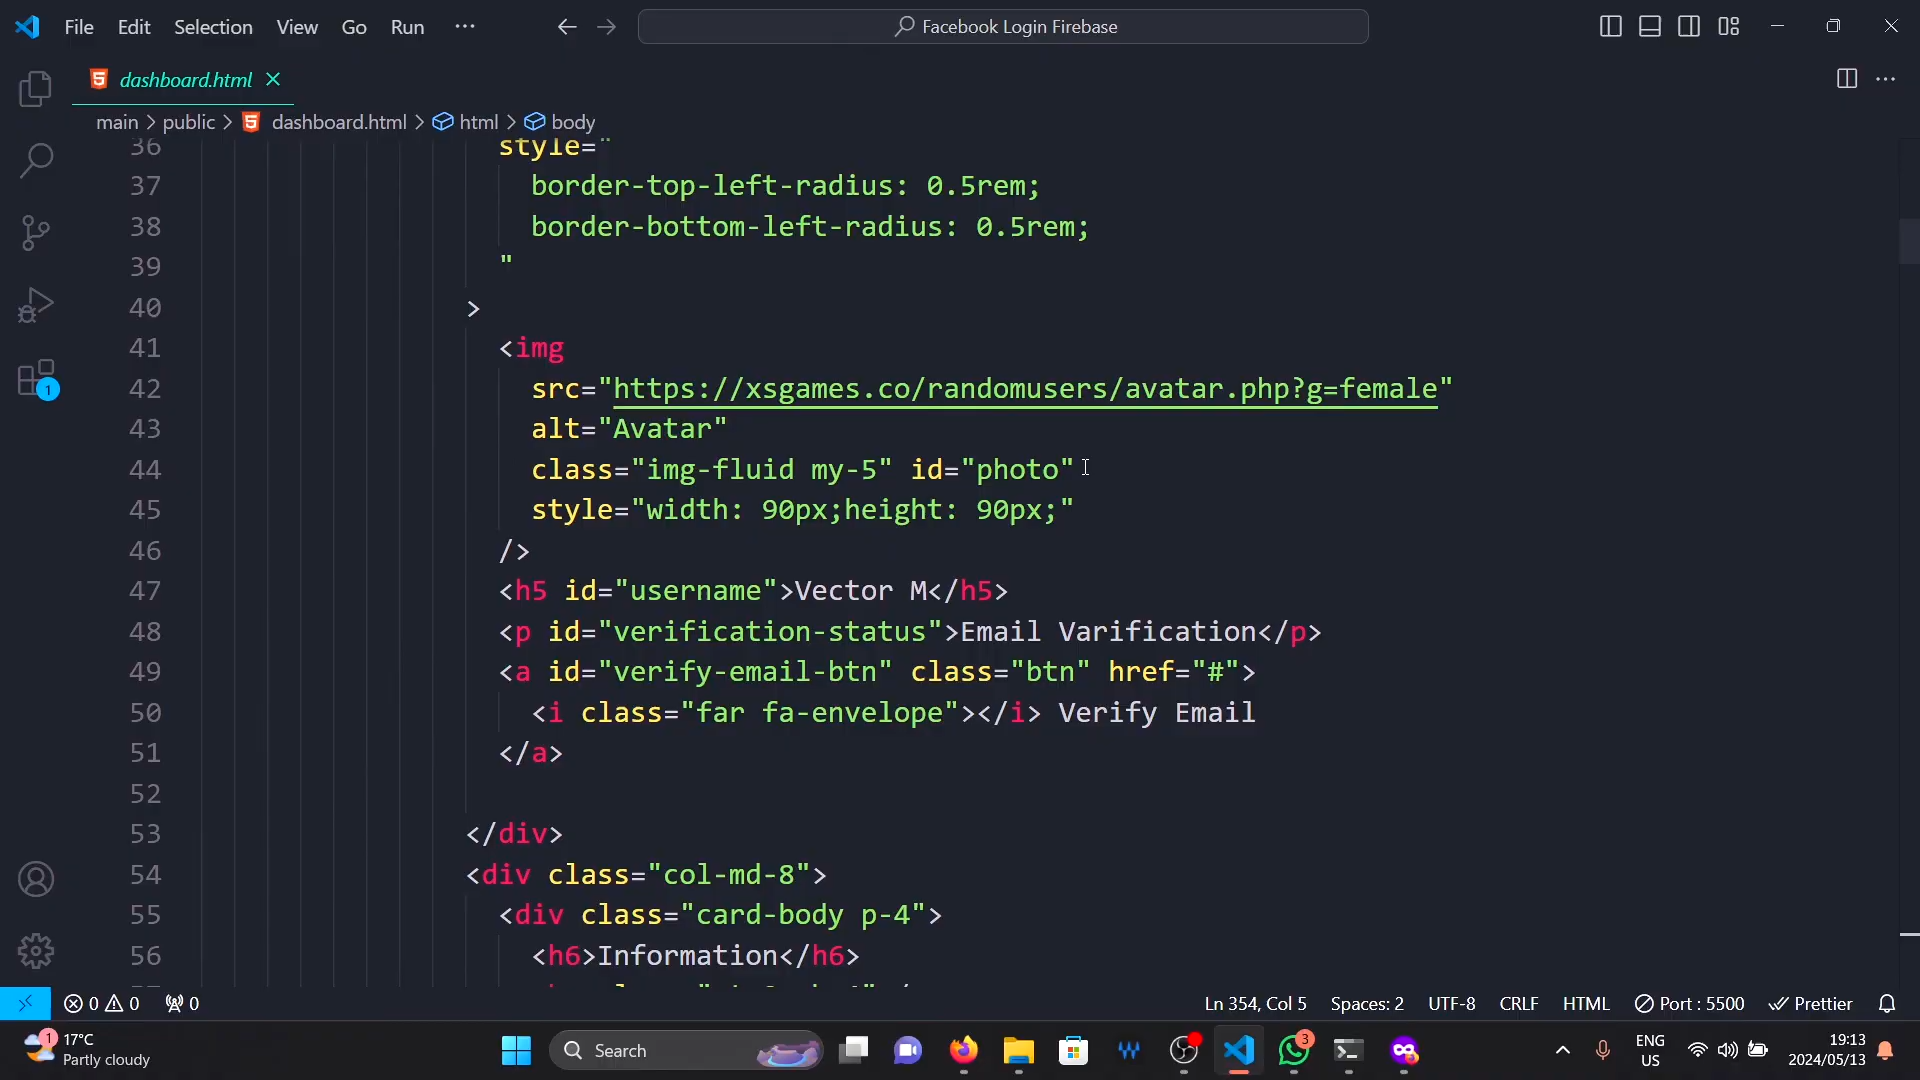 File Edit Selection View Go Run ··· Facebook Login Firebase
dashboard.html
main > public > dashboard.html > html > body
36 style="
37 border-top-left-radius: 0.5rem;
38 border-bottom-left-radius: 0.5rem;
39 "
40 >
41 <img
42 src="https://xsgames.co/randomusers/avatar.php?g=female"
43 alt="Avatar"
44 class="img-fluid my-5" id="photo"
45 style="width: 90px;height: 90px;"
46 />
47 <h5 id="username">Vector M</h5>
48 <p id="verification-status">Email Varification</p>
49 <a id="verify-email-btn" class="btn" href="#">
50 <i class="far fa-envelope"></i> Verify Email
51 </a>
52
53 </div>
54 <div class="col-md-8">
55 <div class="card-body p-4">
56 <h6>Information</h6>
1
0 0 0 Ln 354, Col 5 Spaces: 2 UTF-8 CRLF HTML Port : 5500 Prettier
1 17°C Search 3 ENG 19:13
Partly cloudy US 2024/05/13